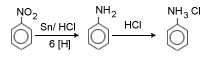 NO₂ NH₂ NH₃ Cl
Sn/ HCl HCl
6 [H]